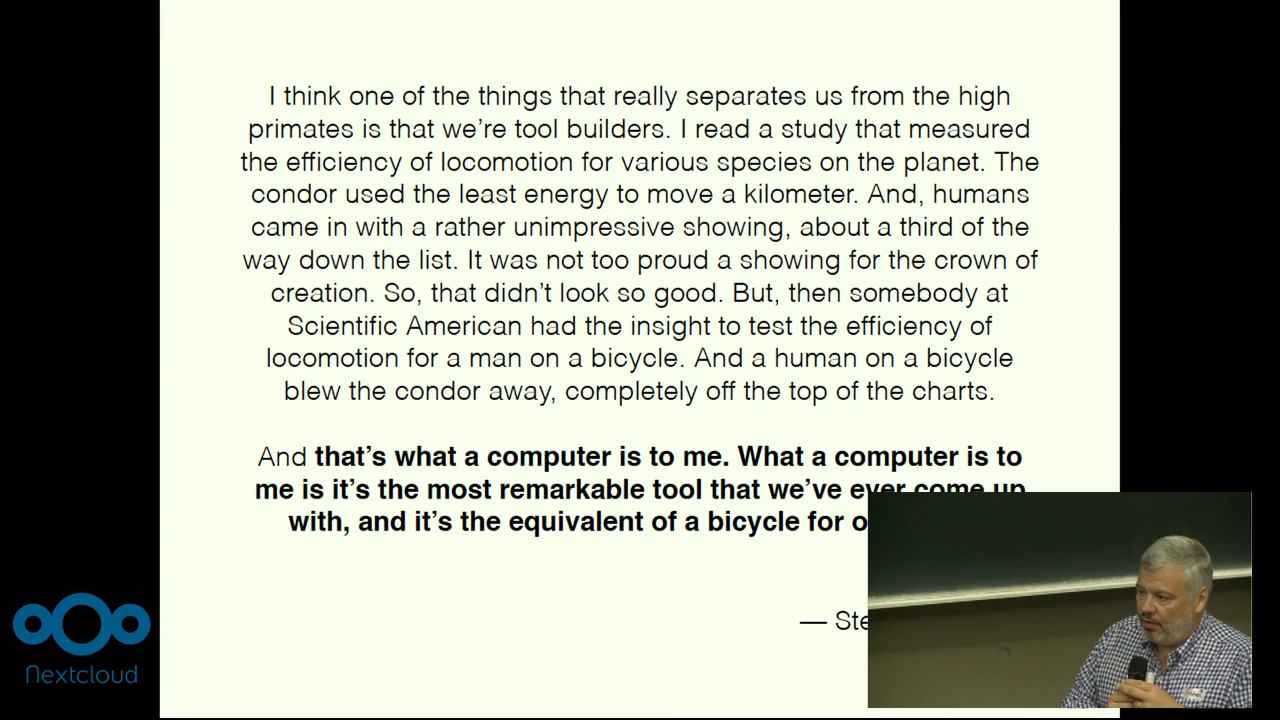 I think one of the things that really separates us from the high
primates is that we’re tool builders. I read a study that measured
the efficiency of locomotion for various species on the planet. The
condor used the least energy to move a kilometer. And, humans
came in with a rather unimpressive showing, about a third of the
way down the list. It was not too proud a showing for the crown of
creation. So, that didn’t look so good. But, then somebody at
Scientific American had the insight to test the efficiency of
locomotion for a man on a bicycle. And a human on a bicycle
blew the condor away, completely off the top of the charts.
And that’s what a computer is to me. What a computer is to
me is it’s the most remarkable tool that we’ve ever come up
with, and it’s the equivalent of a bicycle for
—
Nextcloud